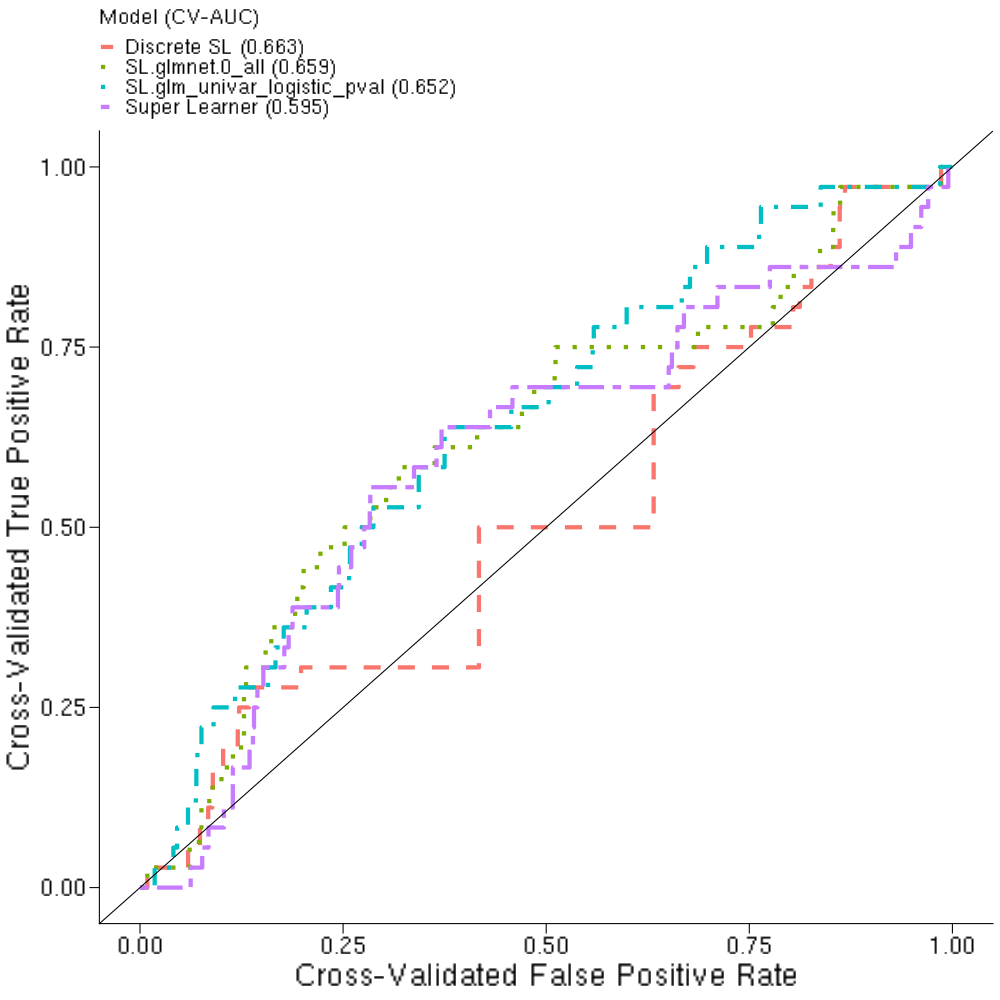 Model (CV-AUC)
Discrete SL (0.663)
SL.glmnet.0_all (0.659)
SL.glm_univar_logistic_pval (0.652)
Super Learner (0.595)
1.00
0.75
0.50
0.25
0.00
Cross-Validated True Positive Rate
0.00 0.25 0.50 0.75 1.00
Cross-Validated False Positive Rate